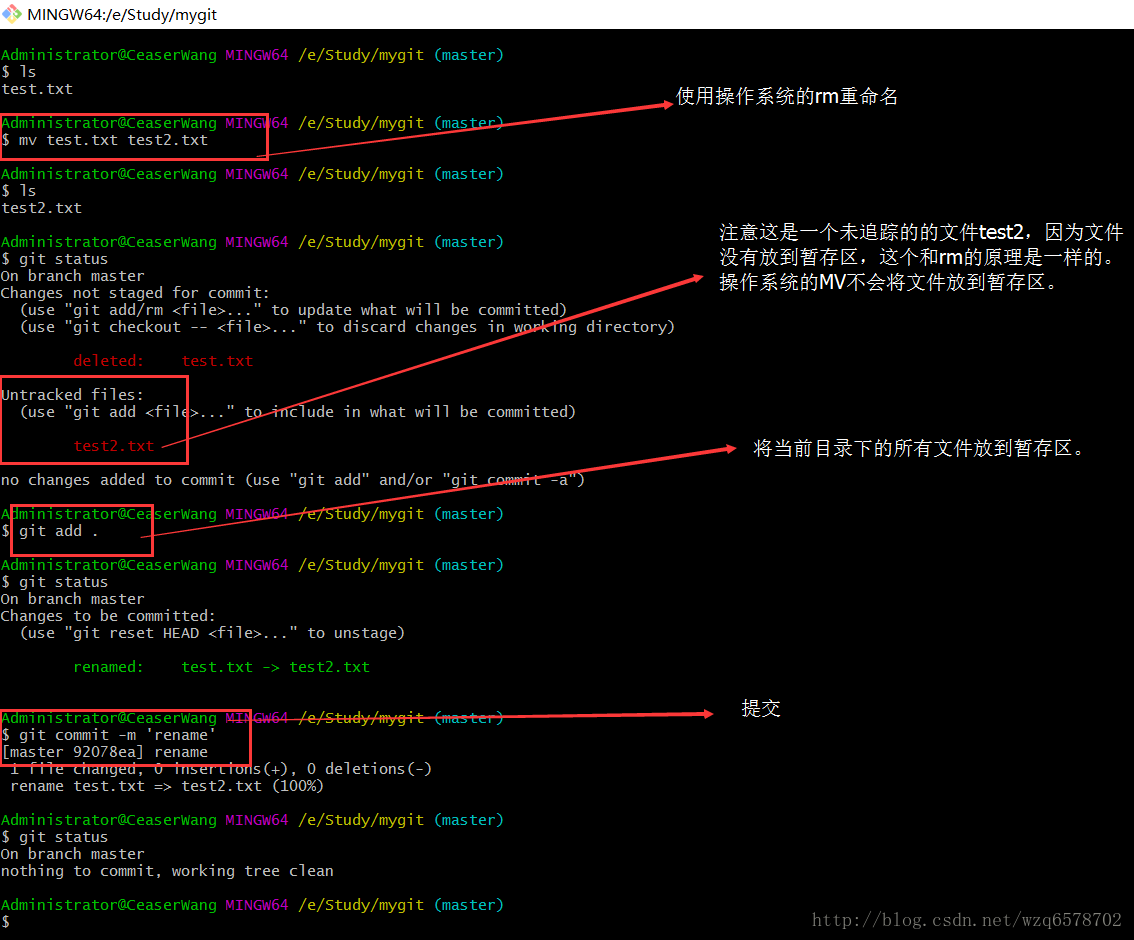 MINGW64:/e/Study/mygit
Administrator@CeaserWang MINGW64 /e/Study/mygit (master)
$ ls
test.txt
使用操作系统的rm重命名
Administrator@CeaserWang MINGW64 /e/Study/mygit (master)
$ mv test.txt test2.txt
Administrator@CeaserWang MINGW64 /e/Study/mygit (master)
$ ls
test2.txt
注意这是一个未追踪的的文件test2，因为文件
没有放到暂存区，这个和rm的原理是一样的。
操作系统的MV不会将文件放到暂存区。
Administrator@CeaserWang MINGW64 /e/Study/mygit (master)
$ git status
On branch master
Changes not staged for commit:
(use "git add/rm <file>..." to update what will be committed)
(use "git checkout -- <file>..." to discard changes in working directory)
deleted: test.txt
Untracked files:
(use "git add <file>..." to include in what will be committed)
test2.txt
将当前目录下的所有文件放到暂存区。
no changes added to commit (use "git add" and/or "git commit -a")
Administrator@CeaserWang MINGW64 /e/Study/mygit (master)
$ git add .
Administrator@CeaserWang MINGW64 /e/Study/mygit (master)
$ git status
On branch master
Changes to be committed:
(use "git reset HEAD <file>..." to unstage)
renamed: test.txt -> test2.txt
提交
Administrator@CeaserWang MINGW64 /e/Study/mygit (master)
$ git commit -m 'rename'
[master 92078ea] rename
1 file changed, 0 insertions(+), 0 deletions(-)
rename test.txt => test2.txt (100%)
Administrator@CeaserWang MINGW64 /e/Study/mygit (master)
$ git status
On branch master
nothing to commit, working tree clean
Administrator@CeaserWang MINGW64 /e/Study/mygit (master)
$
http://blog.csdn.net/wzq6578702